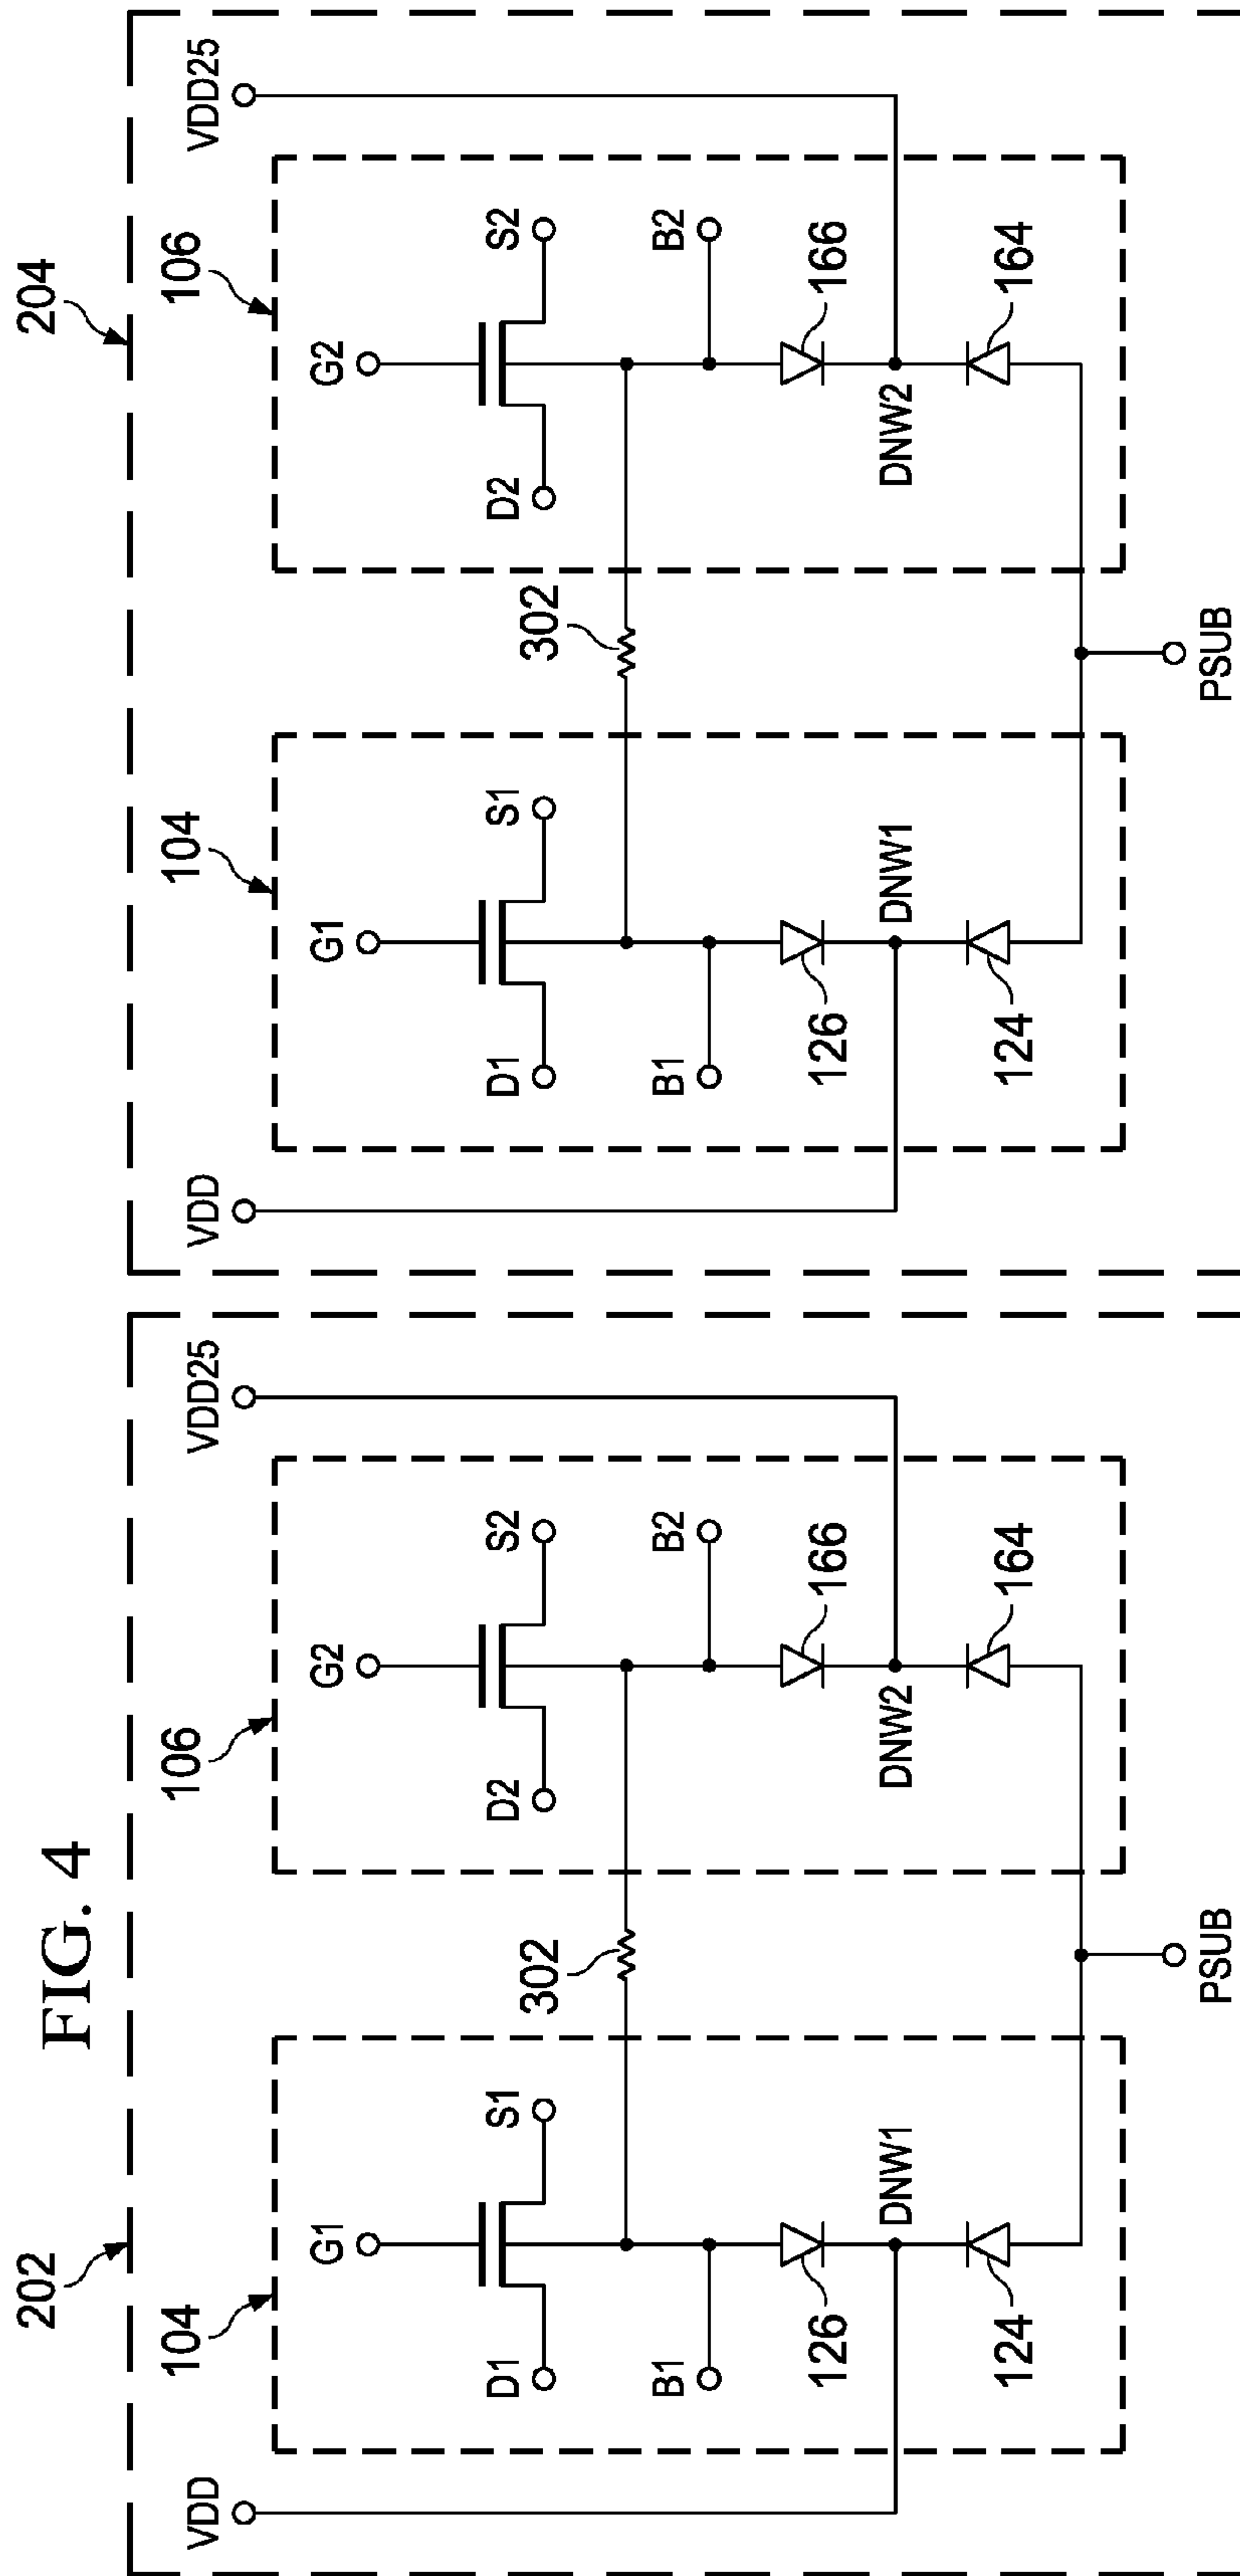 FIG. 4
202
104
106
VDD
VDD25
G1
G2
D1
S1
D2
S2
302
B1
B2
126
DNW1
166
DNW2
124
164
PSUB
204
104
106
VDD
VDD25
G1
G2
D1
S1
D2
S2
302
B1
B2
126
DNW1
166
DNW2
124
164
PSUB